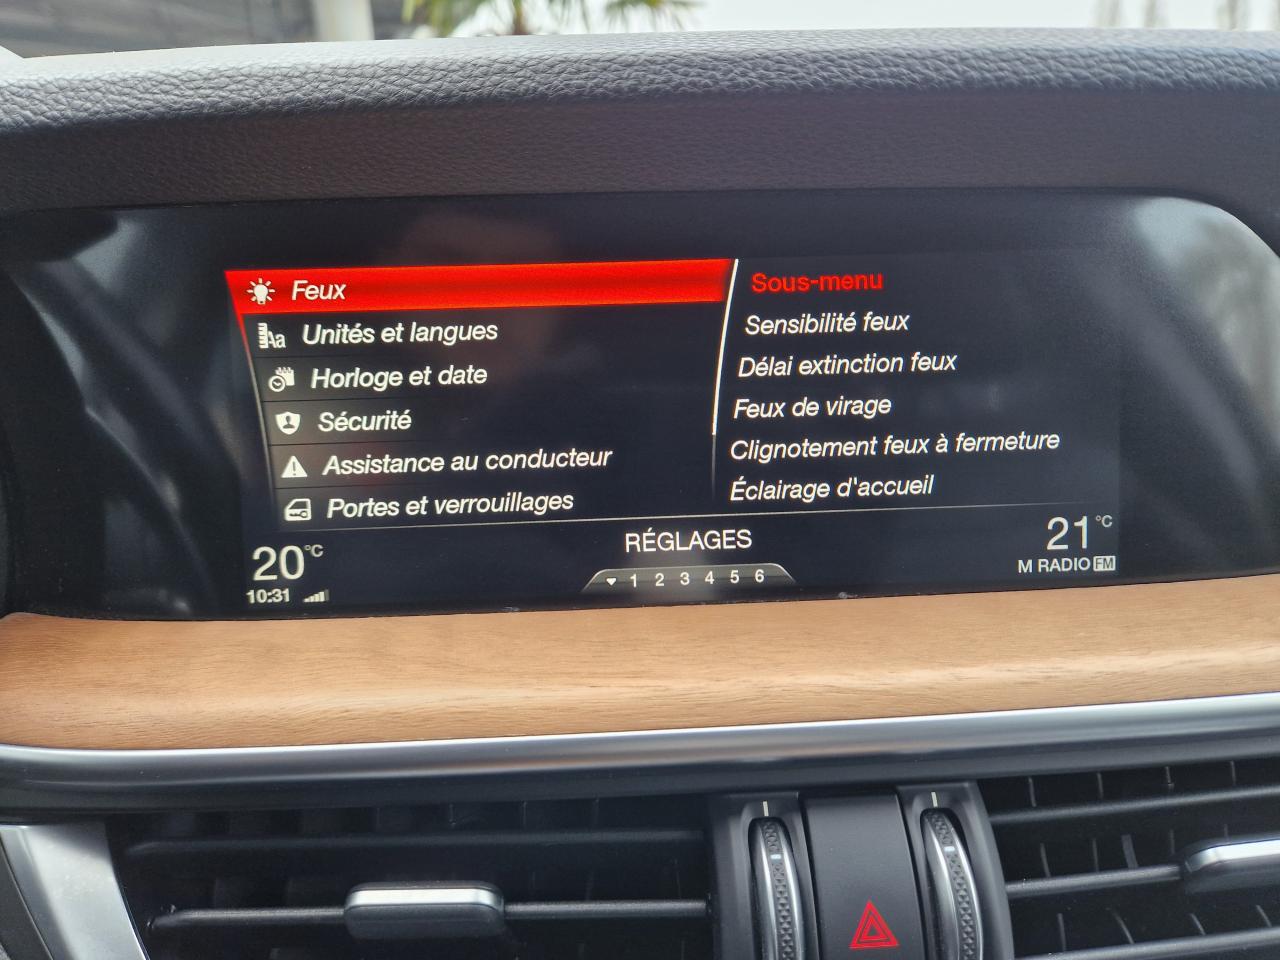 Feux
Unités et langues
Aa
Horloge et date
Sécurité
Assistance au conducteur
Portes et verrouillages
Sous-menu
Sensibilité feux
Délai extinction feux
Feux de virage
Clignotement feux à fermeture
Éclairage d'accueil
20°C
10:31
RÉGLAGES
1 2 3 4 5 6
21°C
M RADIO FM